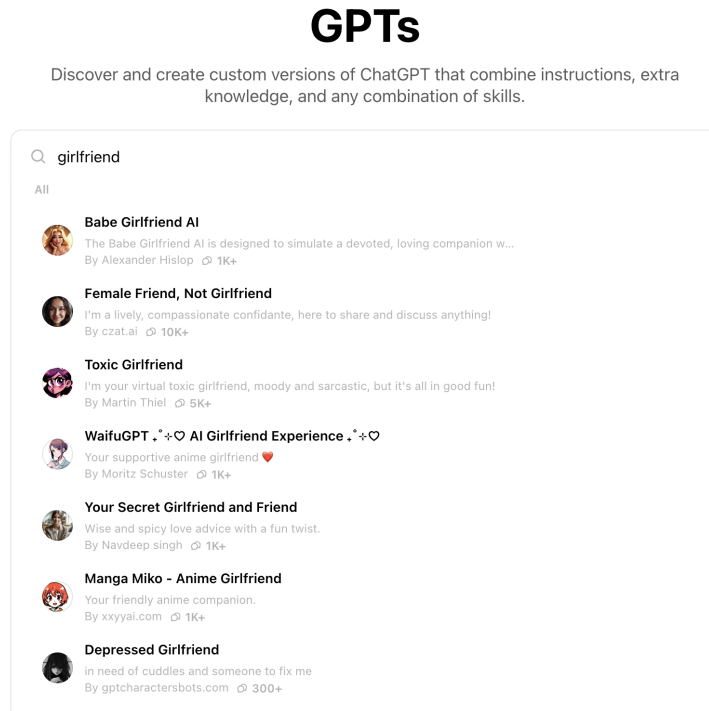 GPTs
Discover and create custom versions of ChatGPT that combine instructions, extra
knowledge, and any combination of skills.
girlfriend
All
Babe Girlfriend AI
The Babe Girlfriend AI is designed to simulate a devoted, loving companion w...
By Alexander Hislop 1K+
Female Friend, Not Girlfriend
I'm a lively, compassionate confidante, here to share and discuss anything!
By czat.ai 10K+
Toxic Girlfriend
I'm your virtual toxic girlfriend, moody and sarcastic, but it's all in good fun!
By Martin Thiel 5K+
WaifuGPT ₊˚⊹♡ AI Girlfriend Experience ₊˚⊹♡
Your supportive anime girlfriend ❤️
By Moritz Schuster 1K+
Your Secret Girlfriend and Friend
Wise and spicy love advice with a fun twist.
By Navdeep singh 1K+
Manga Miko - Anime Girlfriend
Your friendly anime companion.
By xxyyai.com 1K+
Depressed Girlfriend
in need of cuddles and someone to fix me
By gptcharactersbots.com 300+